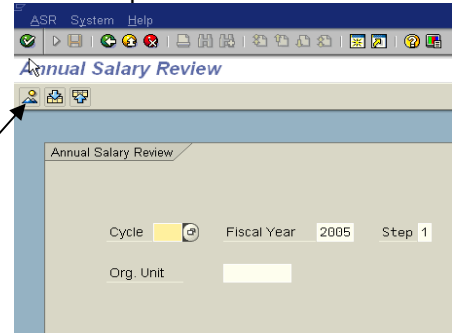 ASR System Help
Annual Salary Review
Annual Salary Review
Cycle Fiscal Year 2005 Step 1
Org. Unit